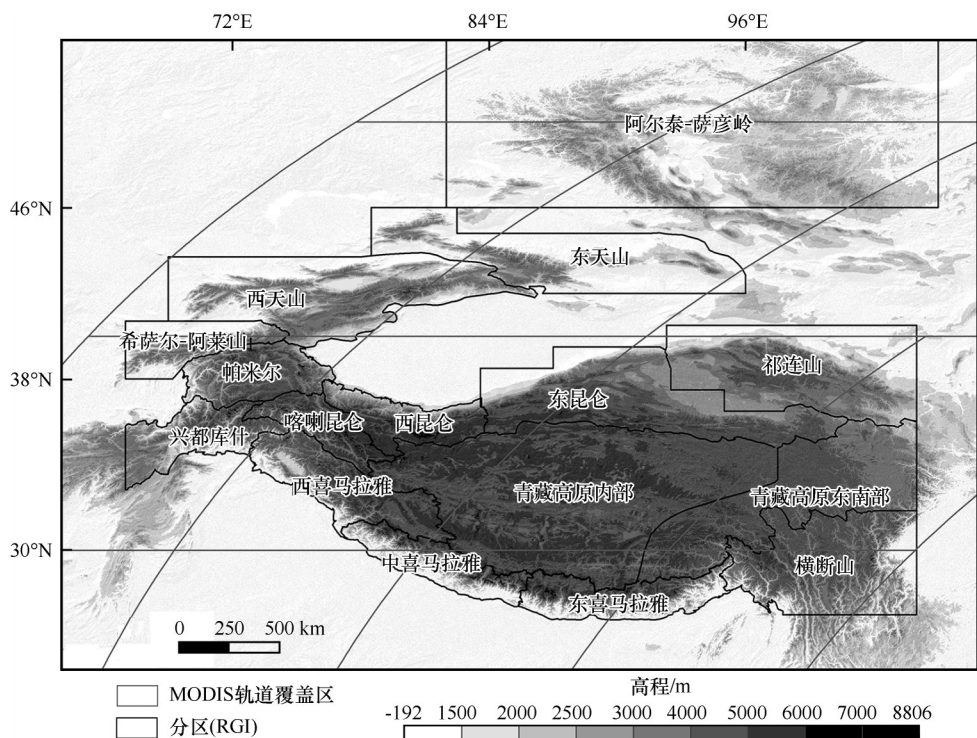 72°E 84°E 96°E
阿尔泰-萨彦岭
46°N
东天山
西天山
希萨尔-阿莱山
祁连山
帕米尔
38°N
东昆仑
喀喇昆仑
西昆仑
兴都库什
西喜马拉雅
青藏高原内部
青藏高原东南部
30°N
中喜马拉雅
横断山
东喜马拉雅
0 250 500 km
MODIS轨道覆盖区
分区(RGI)
高程/m
-192 1500 2000 2500 3000 4000 5000 6000 7000 8806